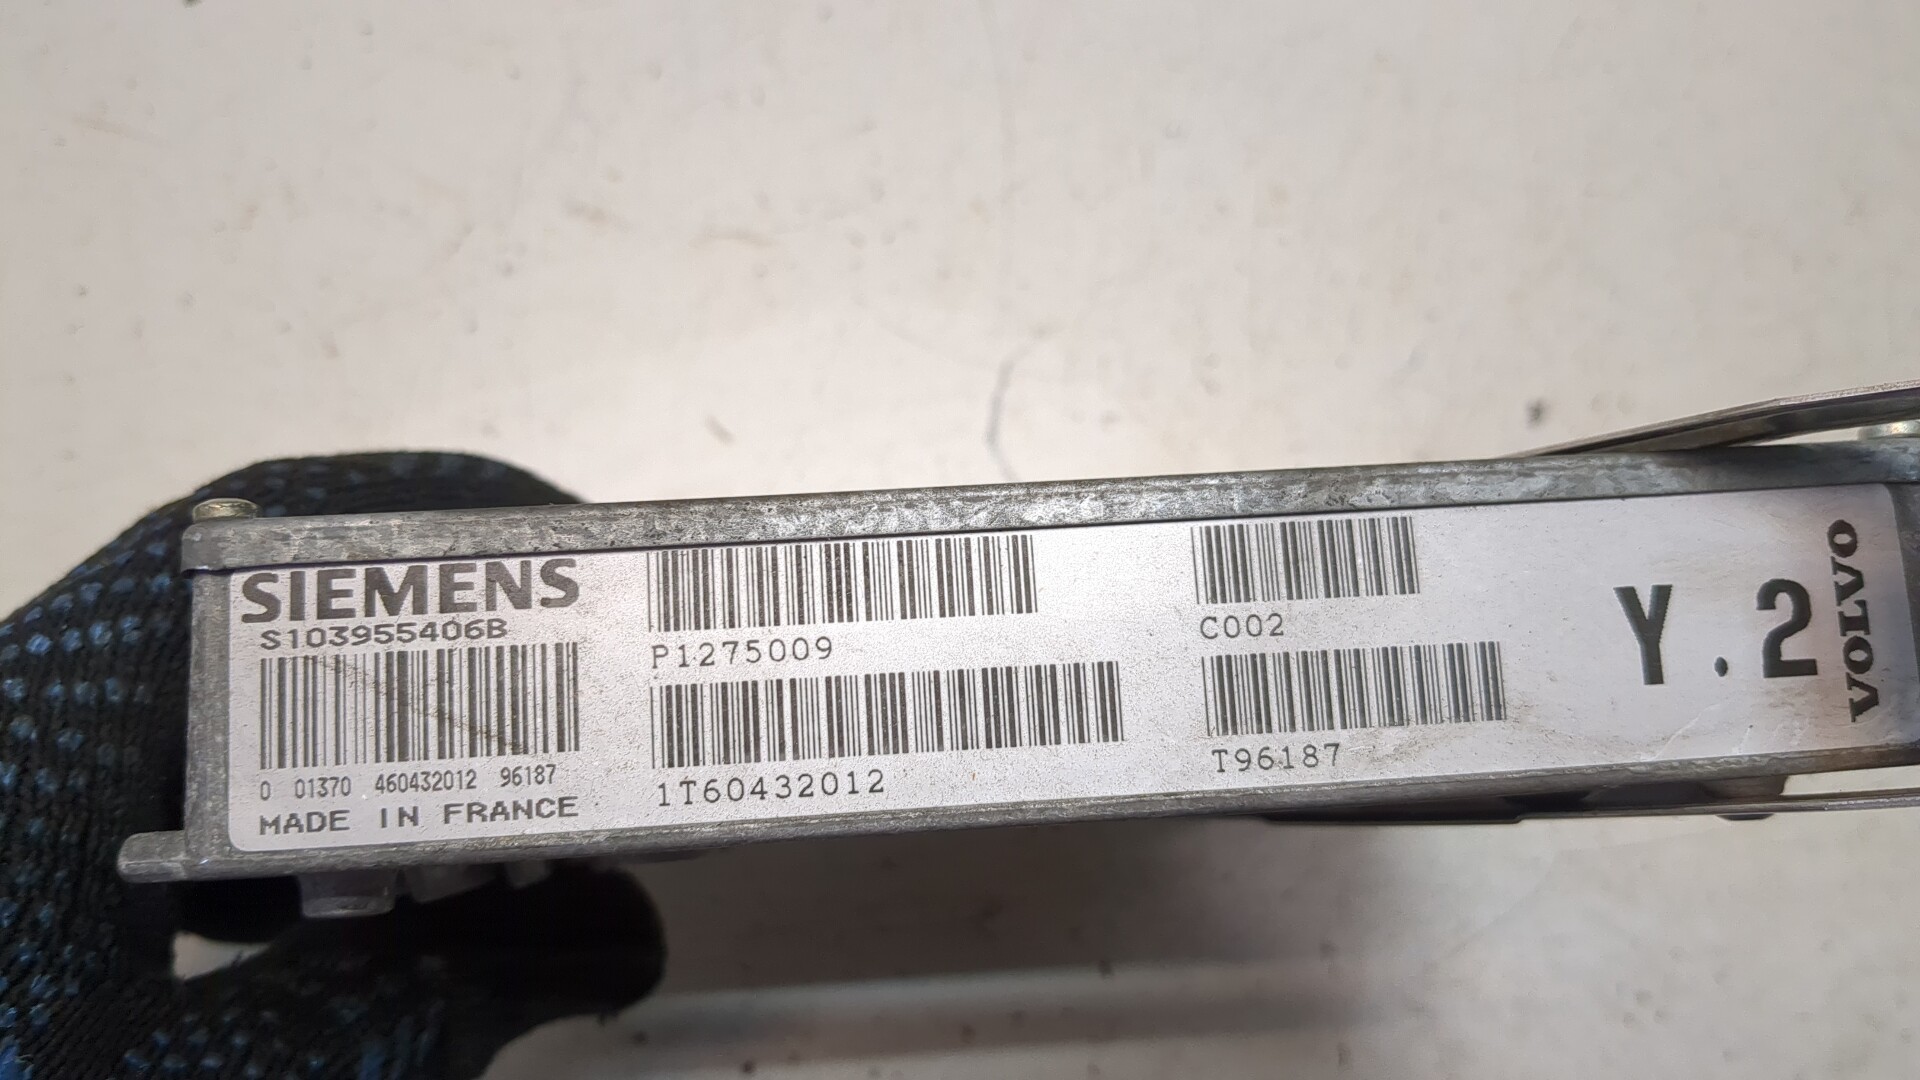 SIEMENS
S103955406B
0 01370 460432012 96187
MADE IN FRANCE
P1275009
1T60432012
C002
T96187
Y.2
VOLVO